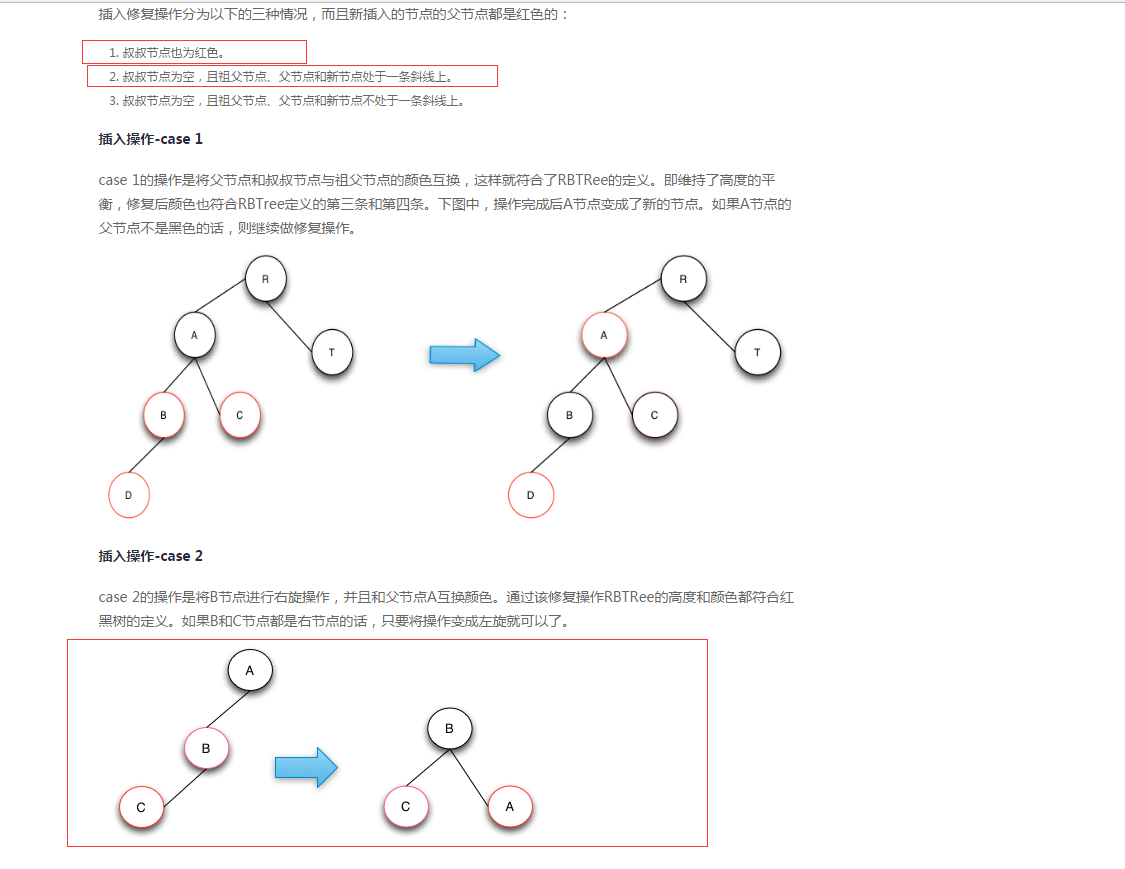 插入修复操作分为以下的三种情况，而且新插入的节点的父节点都是红色的：
1. 叔叔节点也为红色。
2. 叔叔节点为空，且祖父节点、父节点和新节点处于一条斜线上。
3. 叔叔节点为空，且祖父节点、父节点和新节点不处于一条斜线上。
插入操作-case 1
case 1的操作是将父节点和叔叔节点与祖父节点的颜色互换，这样就符合了RBTRee的定义。即维持了高度的平
衡，修复后颜色也符合RBTree定义的第三条和第四条。下图中，操作完成后A节点变成了新的节点。如果A节点的
父节点不是黑色的话，则继续做修复操作。
R
A
T
B
C
D
R
A
T
B
C
D
插入操作-case 2
case 2的操作是将B节点进行右旋操作，并且和父节点A互换颜色。通过该修复操作RBTRee的高度和颜色都符合红
黑树的定义。如果B和C节点都是右节点的话，只要将操作变成左旋就可以了。
A
B
C
B
C
A